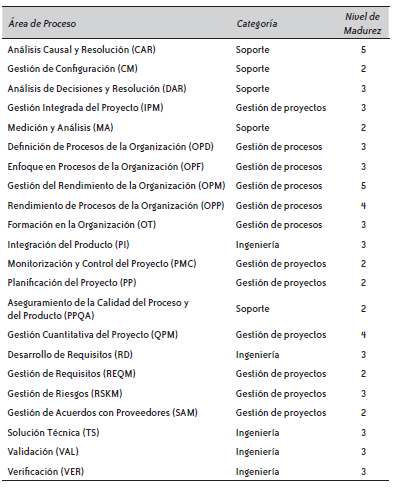 Área de Proceso Categoría Nivel de Madurez
Análisis Causal y Resolución (CAR) Soporte 5
Gestión de Configuración (CM) Soporte 2
Análisis de Decisiones y Resolución (DAR) Soporte 3
Gestión Integrada del Proyecto (IPM) Gestión de proyectos 3
Medición y Análisis (MA) Soporte 2
Definición de Procesos de la Organización (OPD) Gestión de procesos 3
Enfoque en Procesos de la Organización (OPF) Gestión de procesos 3
Gestión del Rendimiento de la Organización (OPM) Gestión de procesos 5
Rendimiento de Procesos de la Organización (OPP) Gestión de procesos 4
Formación en la Organización (OT) Gestión de procesos 3
Integración del Producto (PI) Ingeniería 3
Monitorización y Control del Proyecto (PMC) Gestión de proyectos 2
Planificación del Proyecto (PP) Gestión de proyectos 2
Aseguramiento de la Calidad del Proceso y
del Producto (PPQA) Soporte 2
Gestión Cuantitativa del Proyecto (QPM) Gestión de proyectos 4
Desarrollo de Requisitos (RD) Ingeniería 3
Gestión de Requisitos (REQM) Gestión de proyectos 2
Gestión de Riesgos (RSKM) Gestión de proyectos 3
Gestión de Acuerdos con Proveedores (SAM) Gestión de proyectos 2
Solución Técnica (TS) Ingeniería 3
Validación (VAL) Ingeniería 3
Verificación (VER) Ingeniería 3